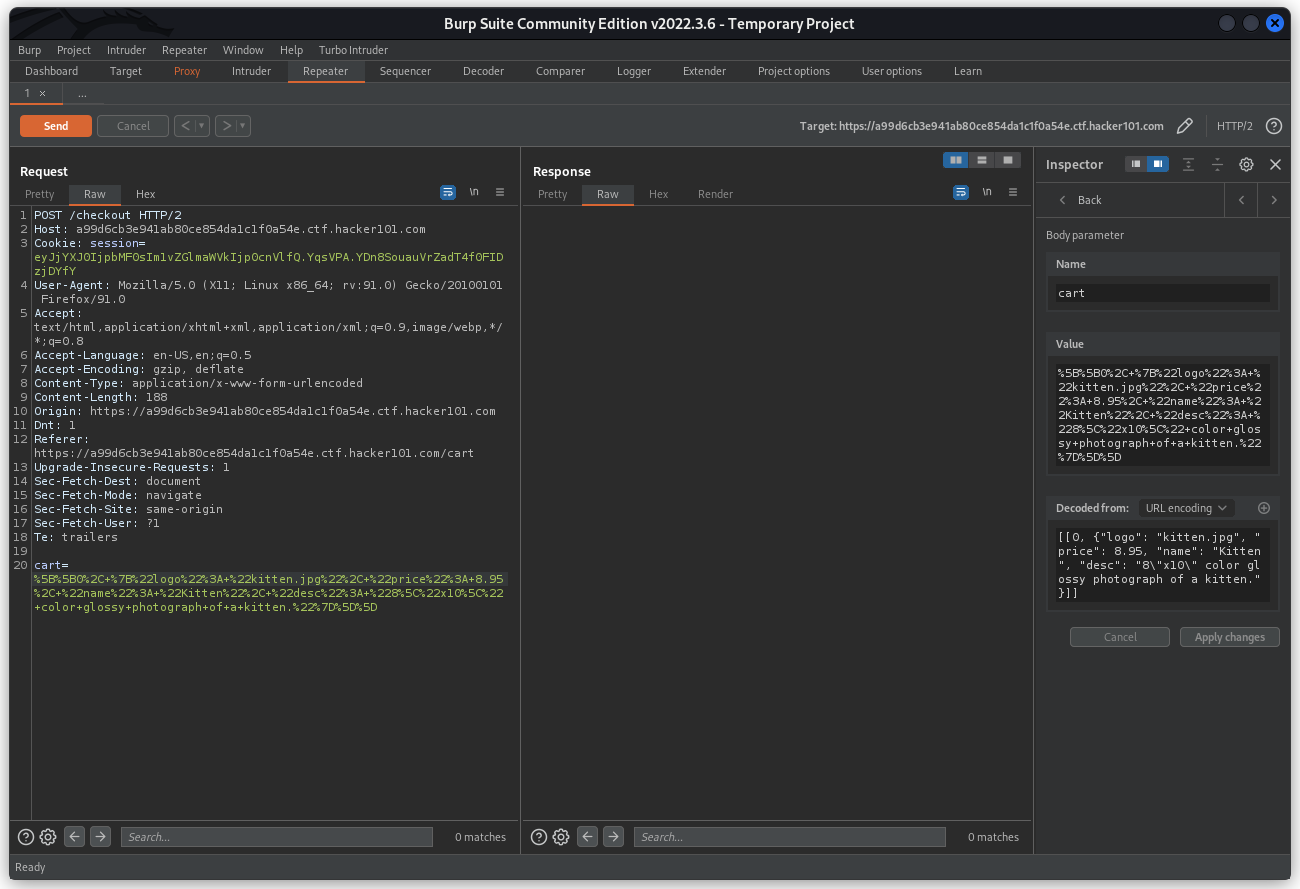 Burp Suite Community Edition v2022.3.6 - Temporary Project
Burp Project Intruder Repeater Window Help Turbo Intruder
Dashboard Target Proxy Intruder Repeater Sequencer Decoder Comparer Logger Extender Project options User options Learn
1 × ...
Send Cancel < > Target: https://a99d6cb3e941ab80ce854da1c1f0a54e.ctf.hacker101.com HTTP/2 ?
Request
Pretty Raw Hex \n
1 POST /checkout HTTP/2
2 Host: a99d6cb3e941ab80ce854da1c1f0a54e.ctf.hacker101.com
3 Cookie: session=
eyJjYXJ0IjpbMF0sIm1vZGlmaWVkIjp0cnVlfQ.YqsVPA.YDn8SouauVrZadT4f0FID
zjDYfY
4 User-Agent: Mozilla/5.0 (X11; Linux x86_64; rv:91.0) Gecko/20100101
Firefox/91.0
5 Accept:
text/html,application/xhtml+xml,application/xml;q=0.9,image/webp,*/
*;q=0.8
6 Accept-Language: en-US,en;q=0.5
7 Accept-Encoding: gzip, deflate
8 Content-Type: application/x-www-form-urlencoded
9 Content-Length: 188
10 Origin: https://a99d6cb3e941ab80ce854da1c1f0a54e.ctf.hacker101.com
11 Dnt: 1
12 Referer:
https://a99d6cb3e941ab80ce854da1c1f0a54e.ctf.hacker101.com/cart
13 Upgrade-Insecure-Requests: 1
14 Sec-Fetch-Dest: document
15 Sec-Fetch-Mode: navigate
16 Sec-Fetch-Site: same-origin
17 Sec-Fetch-User: ?1
18 Te: trailers
19
20 cart=
%5B%5B0%2C+%7B%22logo%22%3A+%22kitten.jpg%22%2C+%22price%22%3A+8.95
%2C+%22name%22%3A+%22Kitten%22%2C+%22desc%22%3A+%228%5C%22x10%5C%22
+color+glossy+photograph+of+a+kitten.%22%7D%5D%5D
? Search... 0 matches
Response
Pretty Raw Hex Render \n
? Search... 0 matches
Inspector
< Back < >
Body parameter
Name
cart
Value
%5B%5B0%2C+%7B%22logo%22%3A+%
22kitten.jpg%22%2C+%22price%2
2%3A+8.95%2C+%22name%22%3A+%2
2Kitten%22%2C+%22desc%22%3A+%
228%5C%22x10%5C%22+color+glos
sy+photograph+of+a+kitten.%22
%7D%5D%5D
Decoded from: URL encoding
[[0, {"logo": "kitten.jpg", "
price": 8.95, "name": "Kitten
", "desc": "8\"x10\" color gl
ossy photograph of a kitten."
}]]
Cancel Apply changes
Ready